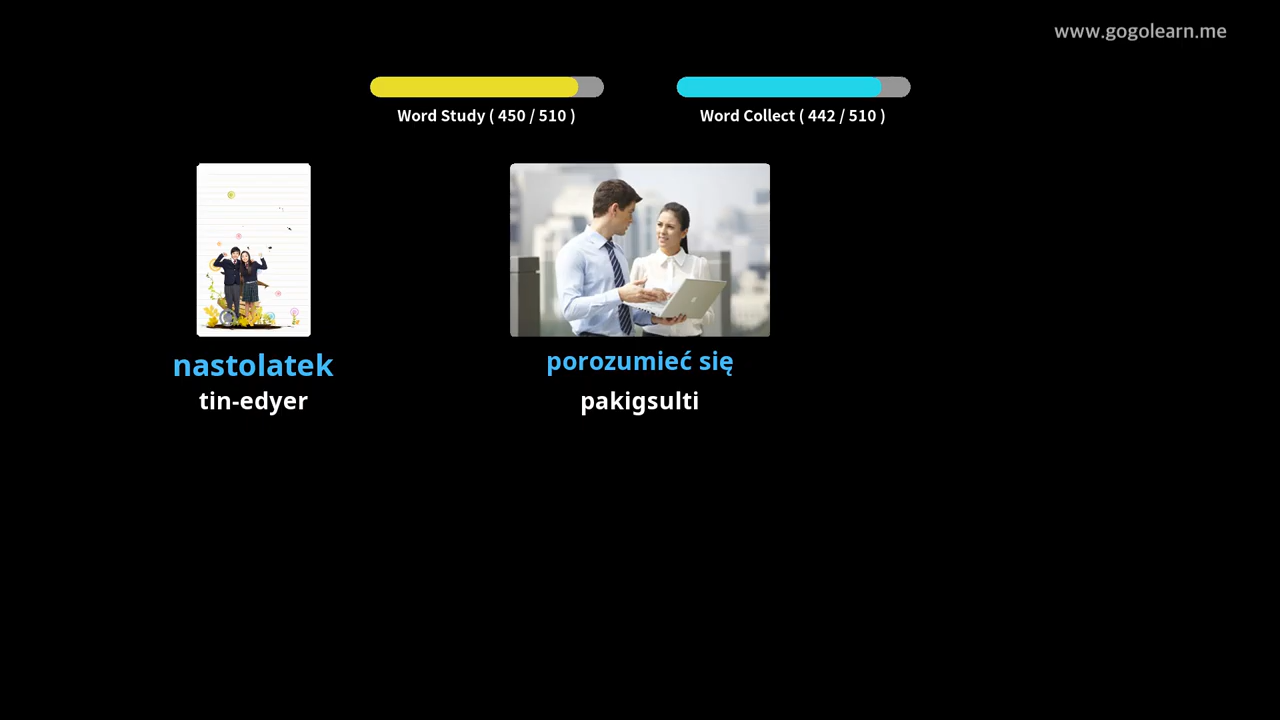 www.gogolearn.me
Word Study ( 450 / 510 )
Word Collect ( 442 / 510 )
nastolatek
tin-edyer
porozumieć się
pakigsulti